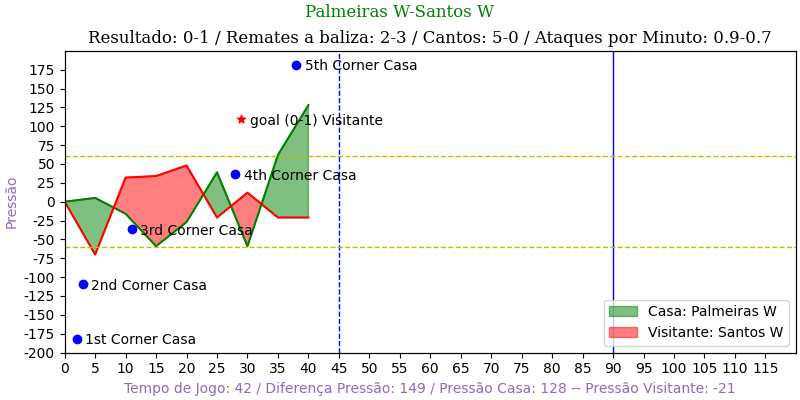 Palmeiras W-Santos W
Resultado: 0-1 / Remates a baliza: 2-3 / Cantos: 5-0 / Ataques por Minuto: 0.9-0.7
Pressão
175
150
125
100
75
50
25
0
-25
-50
-75
-100
-125
-150
-175
-200
5th Corner Casa
goal (0-1) Visitante
4th Corner Casa
3rd Corner Casa
2nd Corner Casa
1st Corner Casa
Casa: Palmeiras W
Visitante: Santos W
0 5 10 15 20 25 30 35 40 45 50 55 60 65 70 75 80 85 90 95 100 105 110 115
Tempo de Jogo: 42 / Diferença Pressão: 149 / Pressão Casa: 128 -- Pressão Visitante: -21